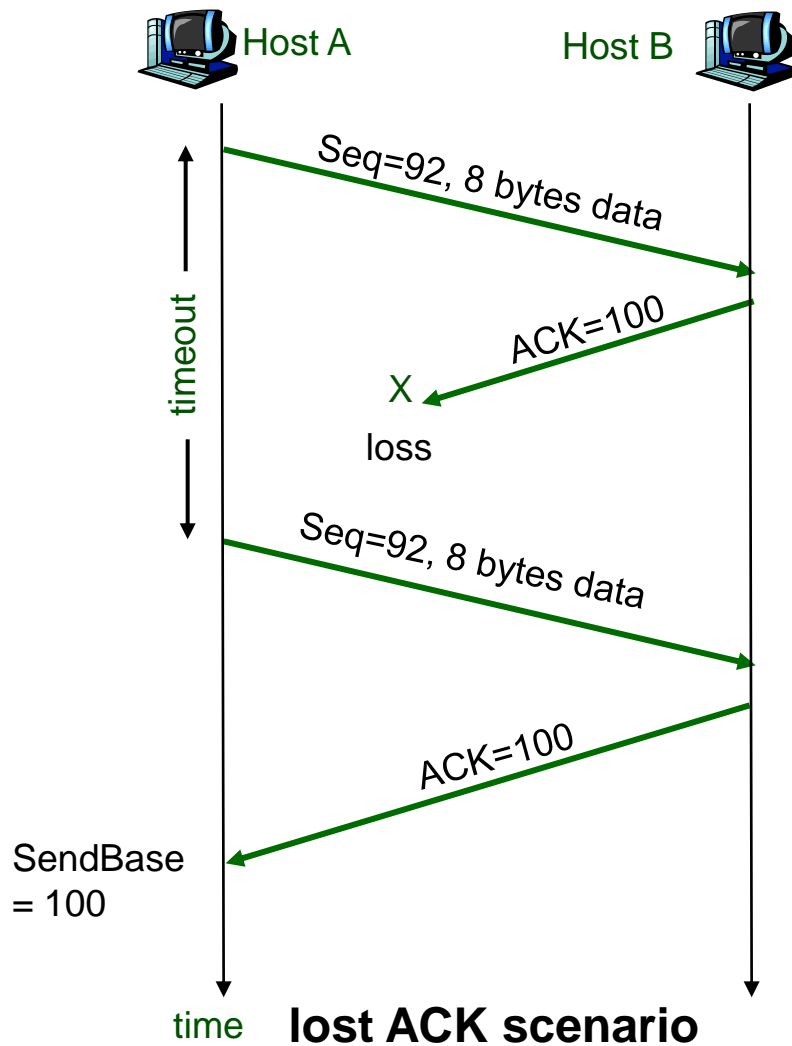 Host A
Host B
Seq=92, 8 bytes data
timeout
ACK=100
X
loss
Seq=92, 8 bytes data
ACK=100
SendBase
= 100
time
lost ACK scenario